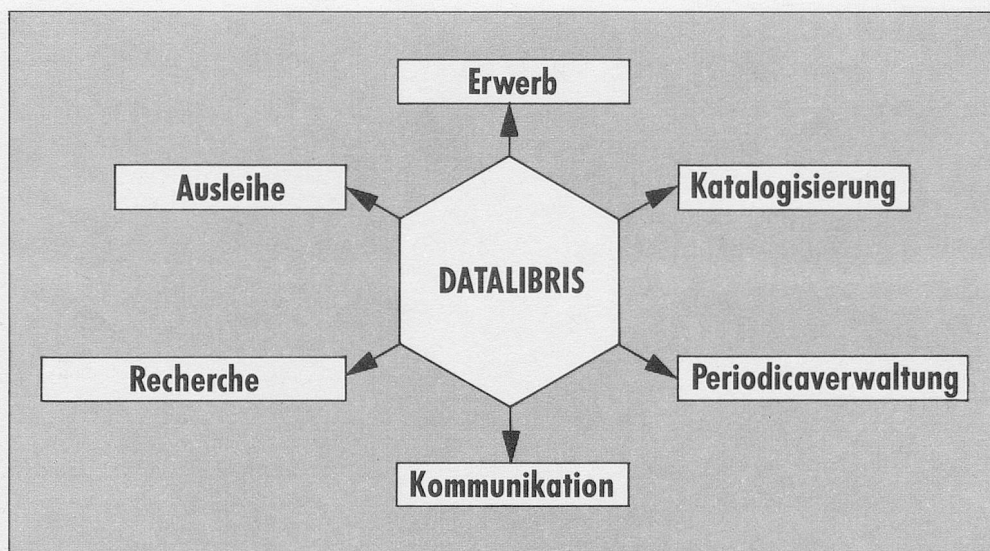 Erwerb
Ausleihe
Katalogisierung
DATALIBRIS
Recherche
Periodicaverwaltung
Kommunikation